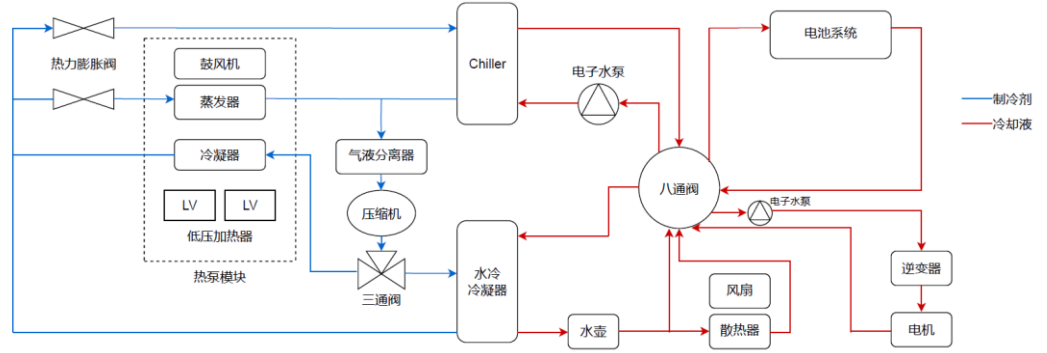 热力膨胀阀
鼓风机
蒸发器
冷凝器
LV
LV
低压加热器
热泵模块
气液分离器
压缩机
三通阀
Chiller
水冷
冷凝器
电子水泵
电池系统
八通阀
电子水泵
逆变器
电机
风扇
散热器
水壶
制冷剂
冷却液